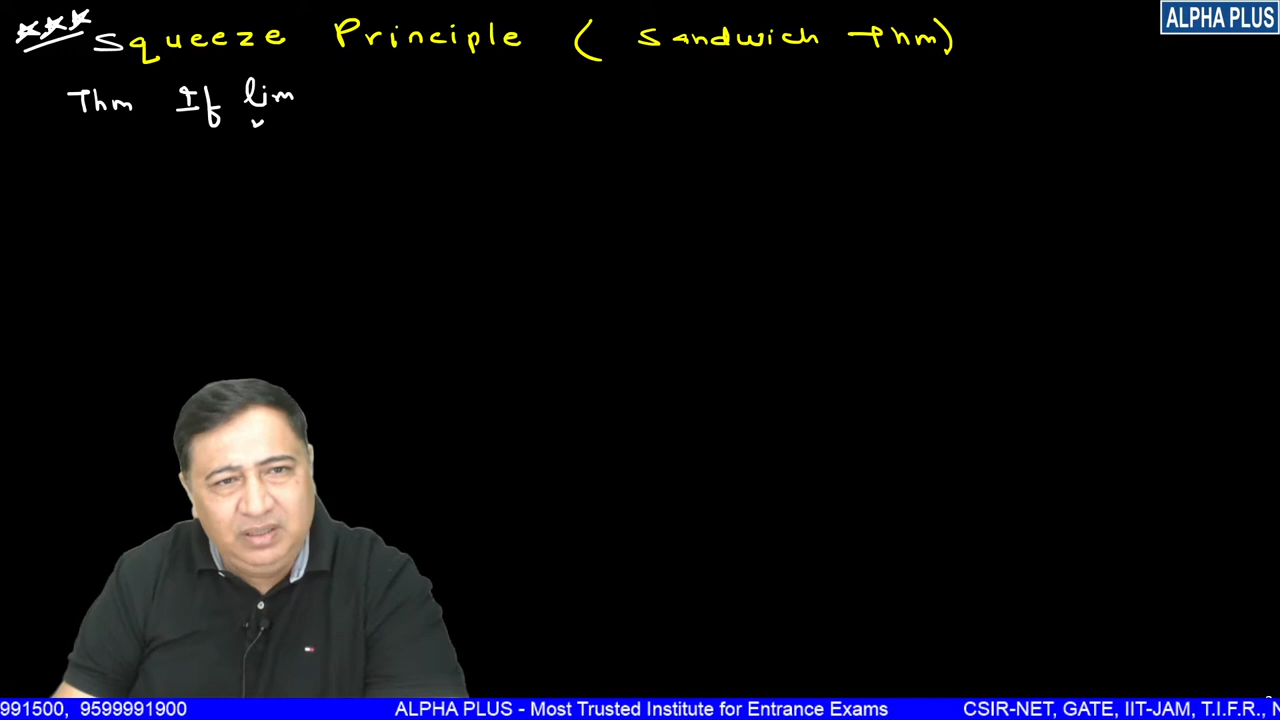 ALPHA PLUS
*** Squeeze Principle ( Sandwich Thm)
Thm If lim
991500, 9599991900 ALPHA PLUS - Most Trusted Institute for Entrance Exams CSIR-NET, GATE, IIT-JAM, T.I.F.R., N